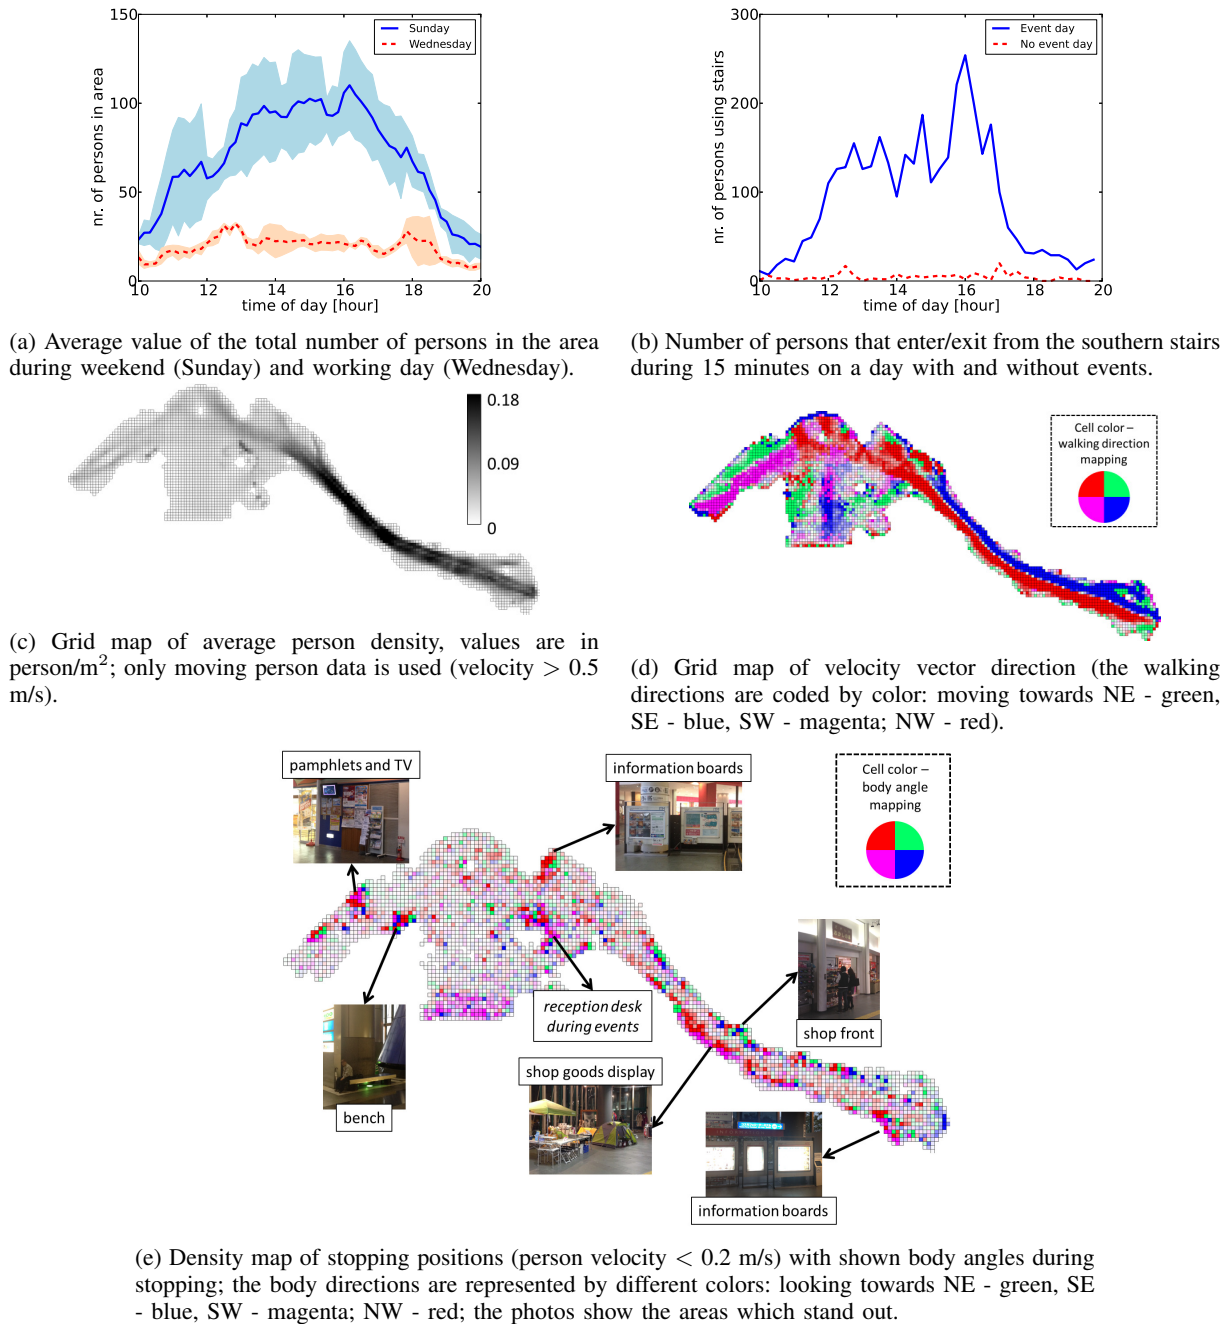 150
100
50
0
10
12
14
16
18
20
nr. of persons in area
time of day [hour]
Sunday
Wednesday
300
200
100
0
10
12
14
16
18
20
nr. of persons using stairs
time of day [hour]
Event day
No event day
(a) Average value of the total number of persons in the area
during weekend (Sunday) and working day (Wednesday).
(b) Number of persons that enter/exit from the southern stairs
during 15 minutes on a day with and without events.
0.18
0.09
0
Cell color –
walking direction
mapping
(c) Grid map of average person density, values are in
person/m²; only moving person data is used (velocity > 0.5
m/s).
(d) Grid map of velocity vector direction (the walking
directions are coded by color: moving towards NE - green,
SE - blue, SW - magenta; NW - red).
pamphlets and TV
information boards
Cell color –
body angle
mapping
reception desk
during events
shop front
shop goods display
bench
information boards
(e) Density map of stopping positions (person velocity < 0.2 m/s) with shown body angles during
stopping; the body directions are represented by different colors: looking towards NE - green, SE
- blue, SW - magenta; NW - red; the photos show the areas which stand out.